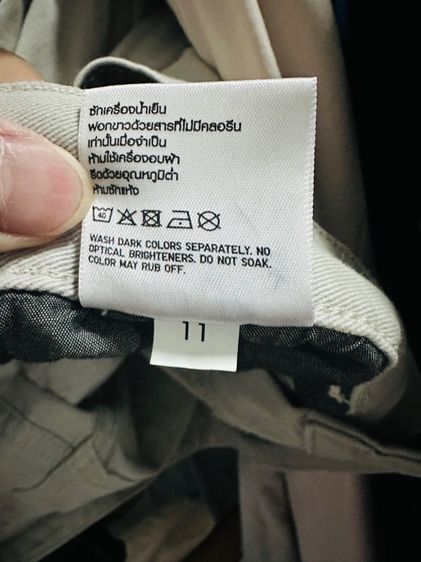 ซักเครื่องน้ำเย็น
ฟอกขาวด้วยสารที่ไม่มีคลอรีน
เท่านั้นเมื่อจำเป็น
ห้ามใช้เครื่องอบผ้า
รีดด้วยอุณหภูมิต่ำ
ห้ามซักแห้ง
40
WASH DARK COLORS SEPARATELY. NO
OPTICAL BRIGHTENERS. DO NOT SOAK.
COLOR MAY RUB OFF.
11